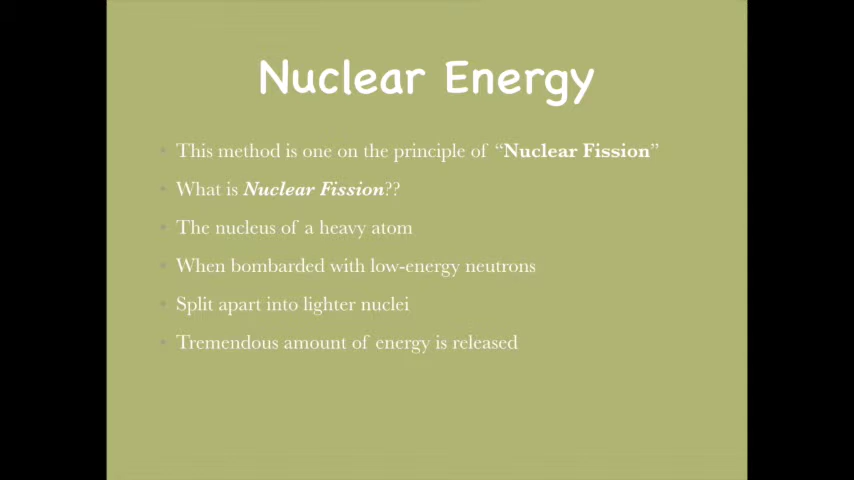 Nuclear Energy
• This method is one on the principle of “Nuclear Fission”
• What is Nuclear Fission??
• The nucleus of a heavy atom
• When bombarded with low-energy neutrons
• Split apart into lighter nuclei
• Tremendous amount of energy is released